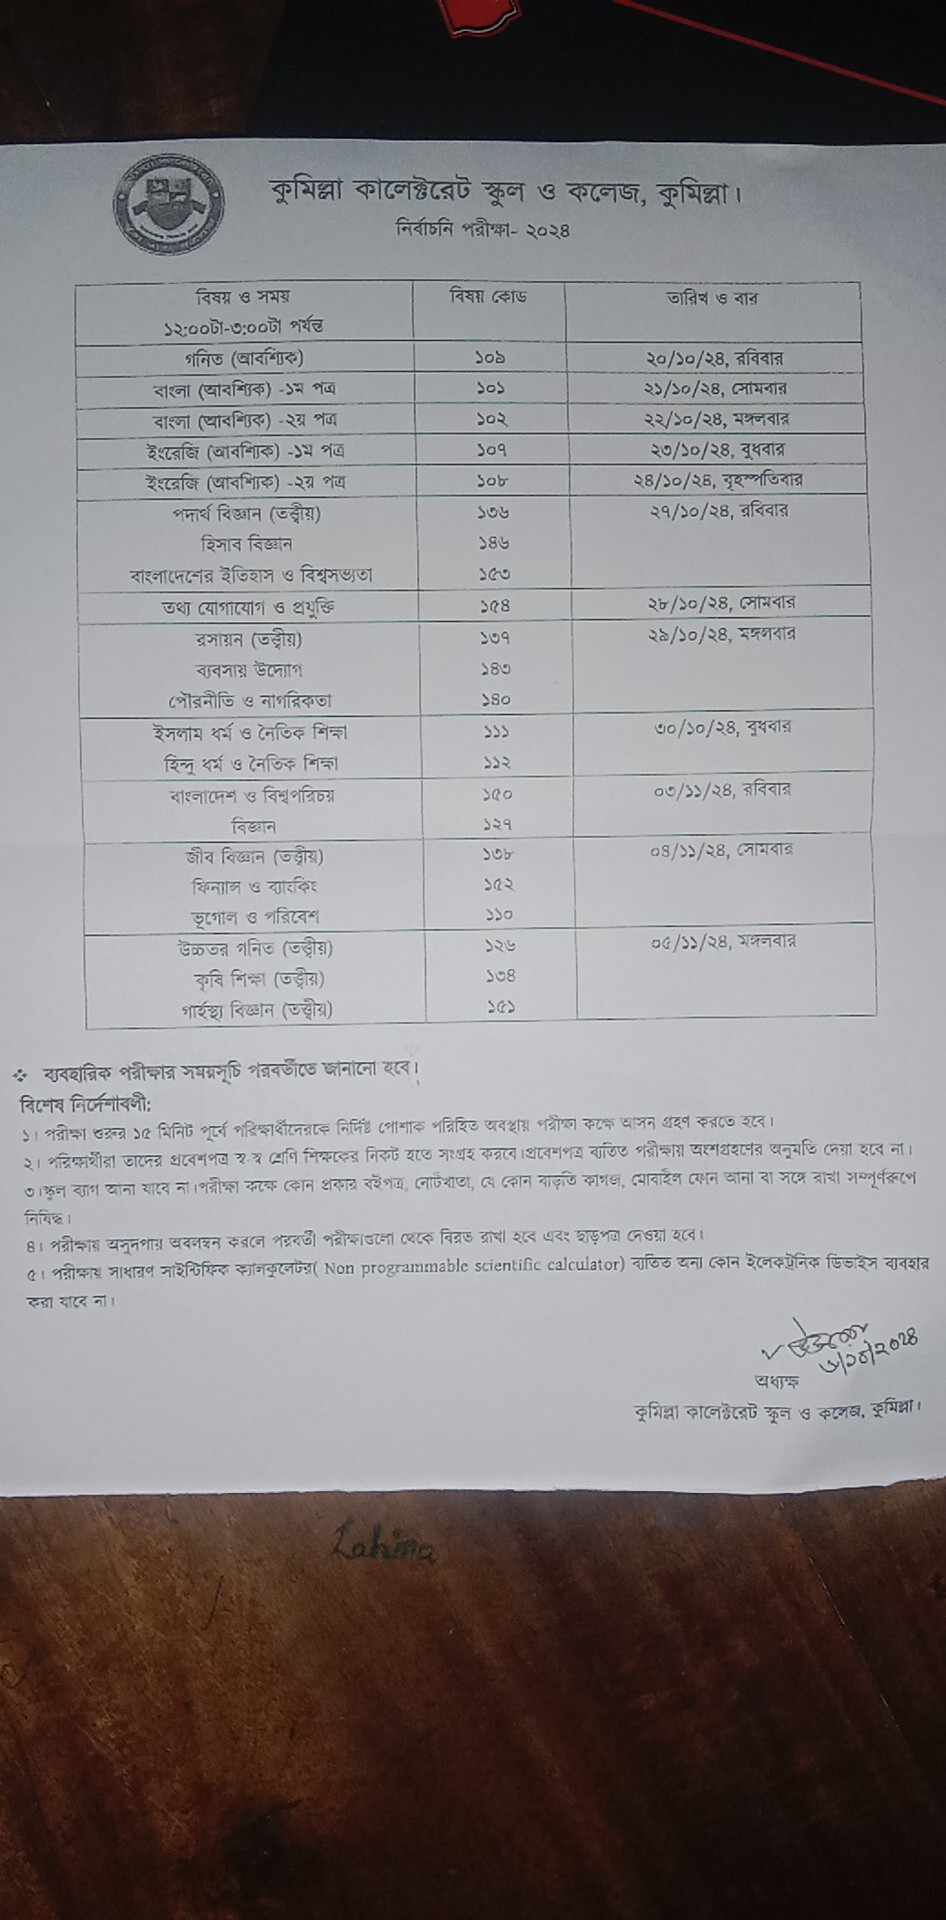 কুমিল্লা কালেক্টরেট স্কুল ও কলেজ, কুমিল্লা।
নির্বাচনি পরীক্ষা- ২০২৪
বিষয় ও সময় বিষয় কোড তারিখ ও বার
১২:০০টা-৩:০০টা পর্যন্ত
গনিত (আবশ্যিক) ১০৯ ২০/১০/২৪, রবিবার
বাংলা (আবশ্যিক) -১ম পত্র ১০১ ২১/১০/২৪, সোমবার
বাংলা (আবশ্যিক) -২য় পত্র ১০২ ২২/১০/২৪, মঙ্গলবার
ইংরেজি (আবশ্যিক) -১ম পত্র ১০৭ ২৩/১০/২৪, বুধবার
ইংরেজি (আবশ্যিক) -২য় পত্র ১০৮ ২৪/১০/২৪, বৃহস্পতিবার
পদার্থ বিজ্ঞান (তত্ত্বীয়) ১৩৬ ২৭/১০/২৪, রবিবার
হিসাব বিজ্ঞান ১৪৬
বাংলাদেশের ইতিহাস ও বিশ্বসভ্যতা ১৫৩
তথ্য যোগাযোগ ও প্রযুক্তি ১৫৪ ২৮/১০/২৪, সোমবার
রসায়ন (তত্ত্বীয়) ১৩৭ ২৯/১০/২৪, মঙ্গলবার
ব্যবসায় উদ্যোগ ১৪৩
পৌরনীতি ও নাগরিকতা ১৪০
ইসলাম ধর্ম ও নৈতিক শিক্ষা ১১১ ৩০/১০/২৪, বুধবার
হিন্দু ধর্ম ও নৈতিক শিক্ষা ১১২
বাংলাদেশ ও বিশ্বপরিচয় ১৫০ ০৩/১১/২৪, রবিবার
বিজ্ঞান ১২৭
জীব বিজ্ঞান (তত্ত্বীয়) ১৩৮ ০৪/১১/২৪, সোমবার
ফিন্যান্স ও ব্যাংকিং ১৫২
ভূগোল ও পরিবেশ ১১০
উচ্চতর গনিত (তত্ত্বীয়) ১২৬ ০৫/১১/২৪, মঙ্গলবার
কৃষি শিক্ষা (তত্ত্বীয়) ১৩৪
গার্হস্থ্য বিজ্ঞান (তত্ত্বীয়) ১৫১
❖ ব্যবহারিক পরীক্ষার সময়সূচি পরবর্তীতে জানানো হবে।
বিশেষ নির্দেশাবলী:
১। পরীক্ষা শুরুর ১৫ মিনিট পূর্বে পরিক্ষার্থীদেরকে নির্দিষ্ট পোশাক পরিহিত অবস্থায় পরীক্ষা কক্ষে আসন গ্রহণ করতে হবে।
২। পরিক্ষার্থীরা তাদের প্রবেশপত্র স্ব-স্ব শ্রেণি শিক্ষকের নিকট হতে সংগ্রহ করবে।প্রবেশপত্র ব্যতিত পরীক্ষায় অংশগ্রহণের অনুমতি দেয়া হবে না।
৩।স্কুল ব্যাগ আনা যাবে না।পরীক্ষা কক্ষে কোন প্রকার বইপত্র, নোটখাতা, যে কোন বাড়তি কাগজ, মোবাইল ফোন আনা বা সঙ্গে রাখা সম্পূর্ণরুপে
নিষিদ্ধ।
৪। পরীক্ষায় অসুদপায় অবলম্বন করলে পরবর্তী পরীক্ষাগুলো থেকে বিরত রাখা হবে এবং ছাড়পত্র দেওয়া হবে।
৫। পরীক্ষায় সাধারণ সাইন্টিফিক ক্যালকুলেটর( Non programmable scientific calculator) ব্যতিত অন্য কোন ইলেকট্রনিক ডিভাইস ব্যবহার
করা যাবে না।
অধ্যক্ষ
কুমিল্লা কালেক্টরেট স্কুল ও কলেজ, কুমিল্লা।